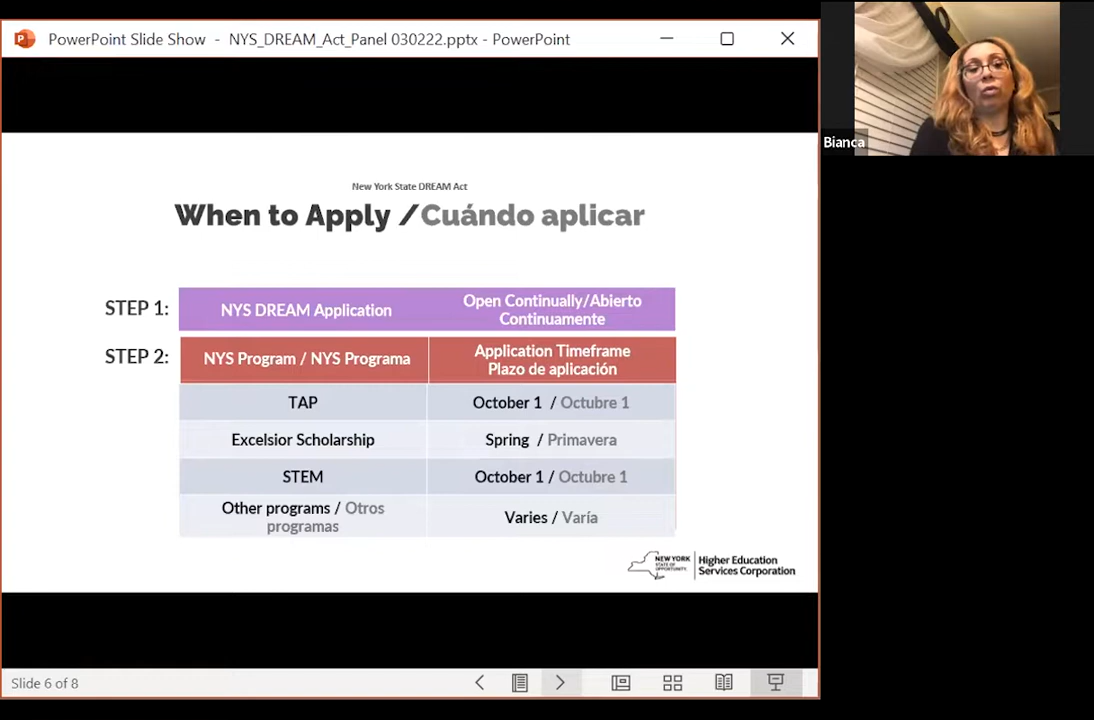 PowerPoint Slide Show - NYS_DREAM_Act_Panel 030222.pptx - PowerPoint
Bianca
New York State DREAM Act
When to Apply / Cuándo aplicar
STEP 1:
NYS DREAM Application
Open Continually/Abierto
Continuamente
STEP 2:
NYS Program / NYS Programa
Application Timeframe
Plazo de aplicación
TAP
October 1 / Octubre 1
Excelsior Scholarship
Spring / Primavera
STEM
October 1 / Octubre 1
Other programs / Otros
programas
Varies / Varía
NEW YORK
STATE OF
OPPORTUNITY
Higher Education
Services Corporation
Slide 6 of 8